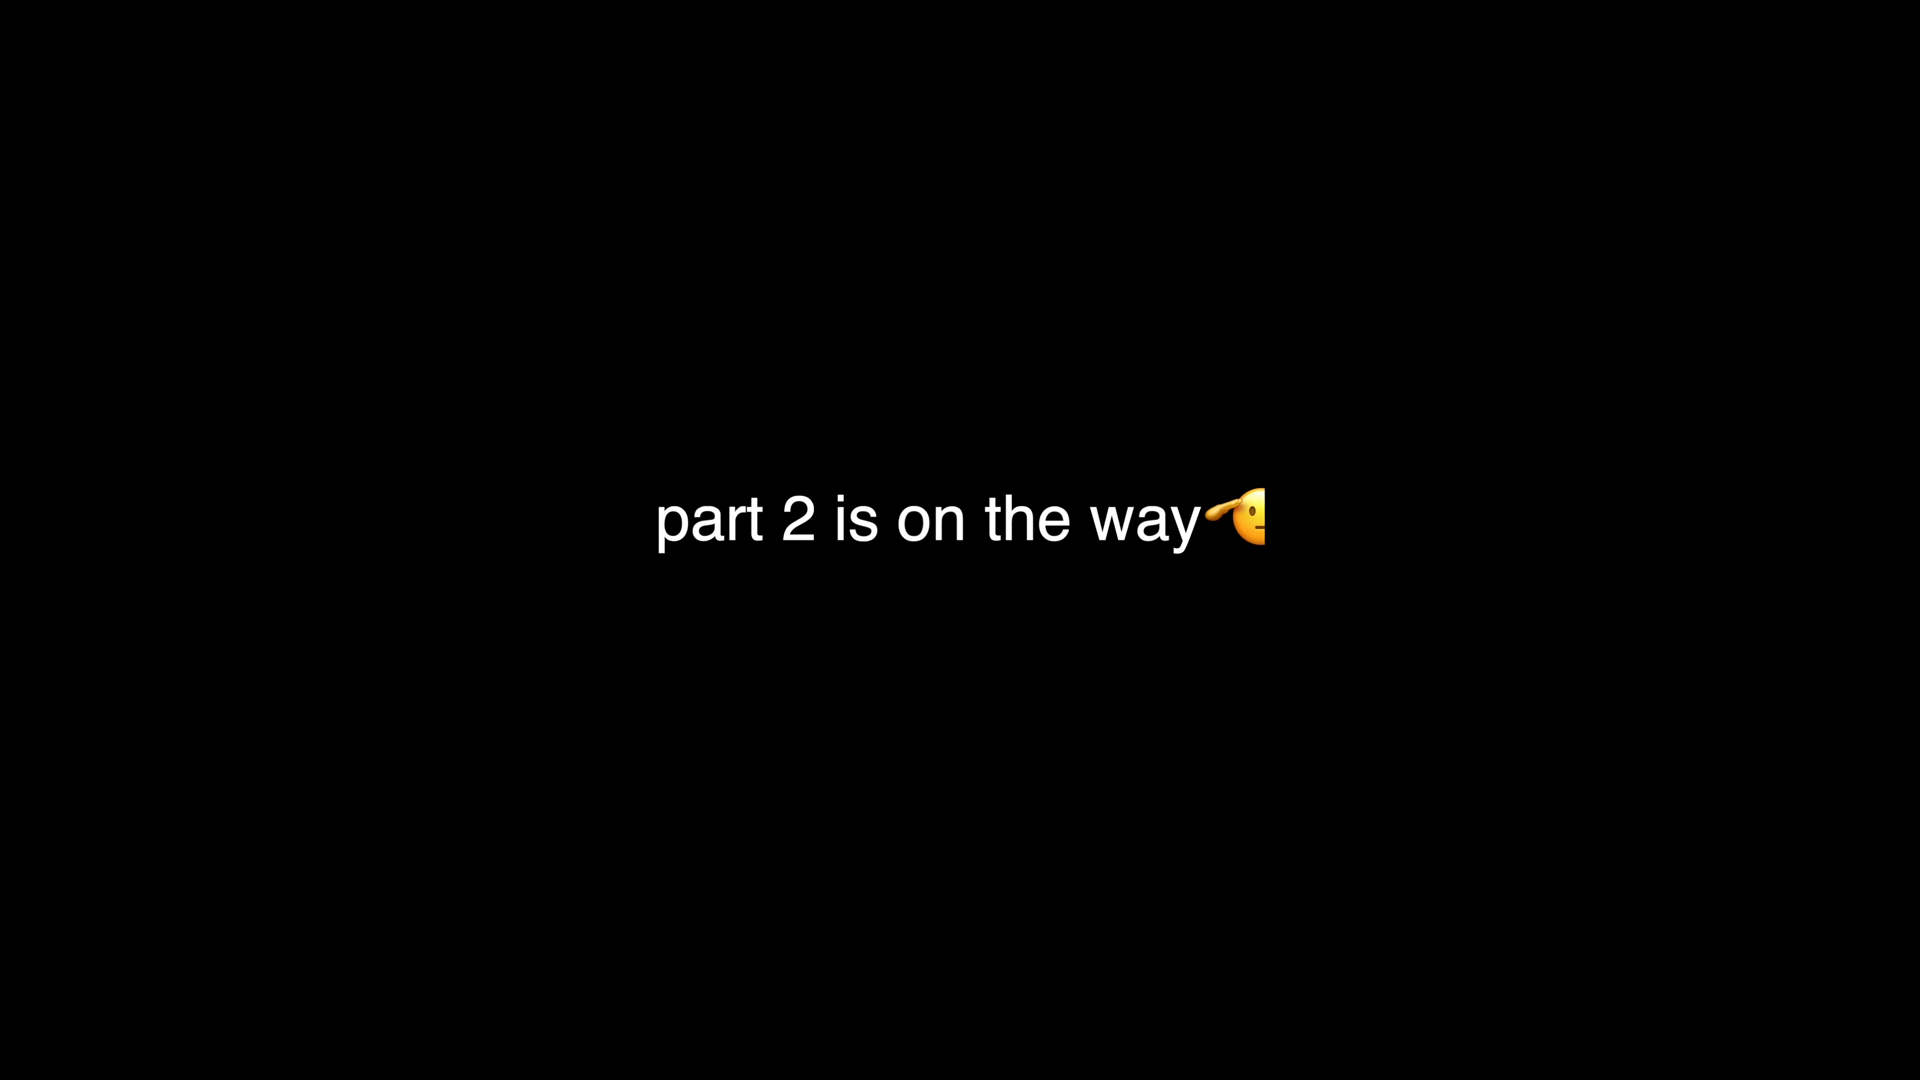 part 2 is on the way🫡